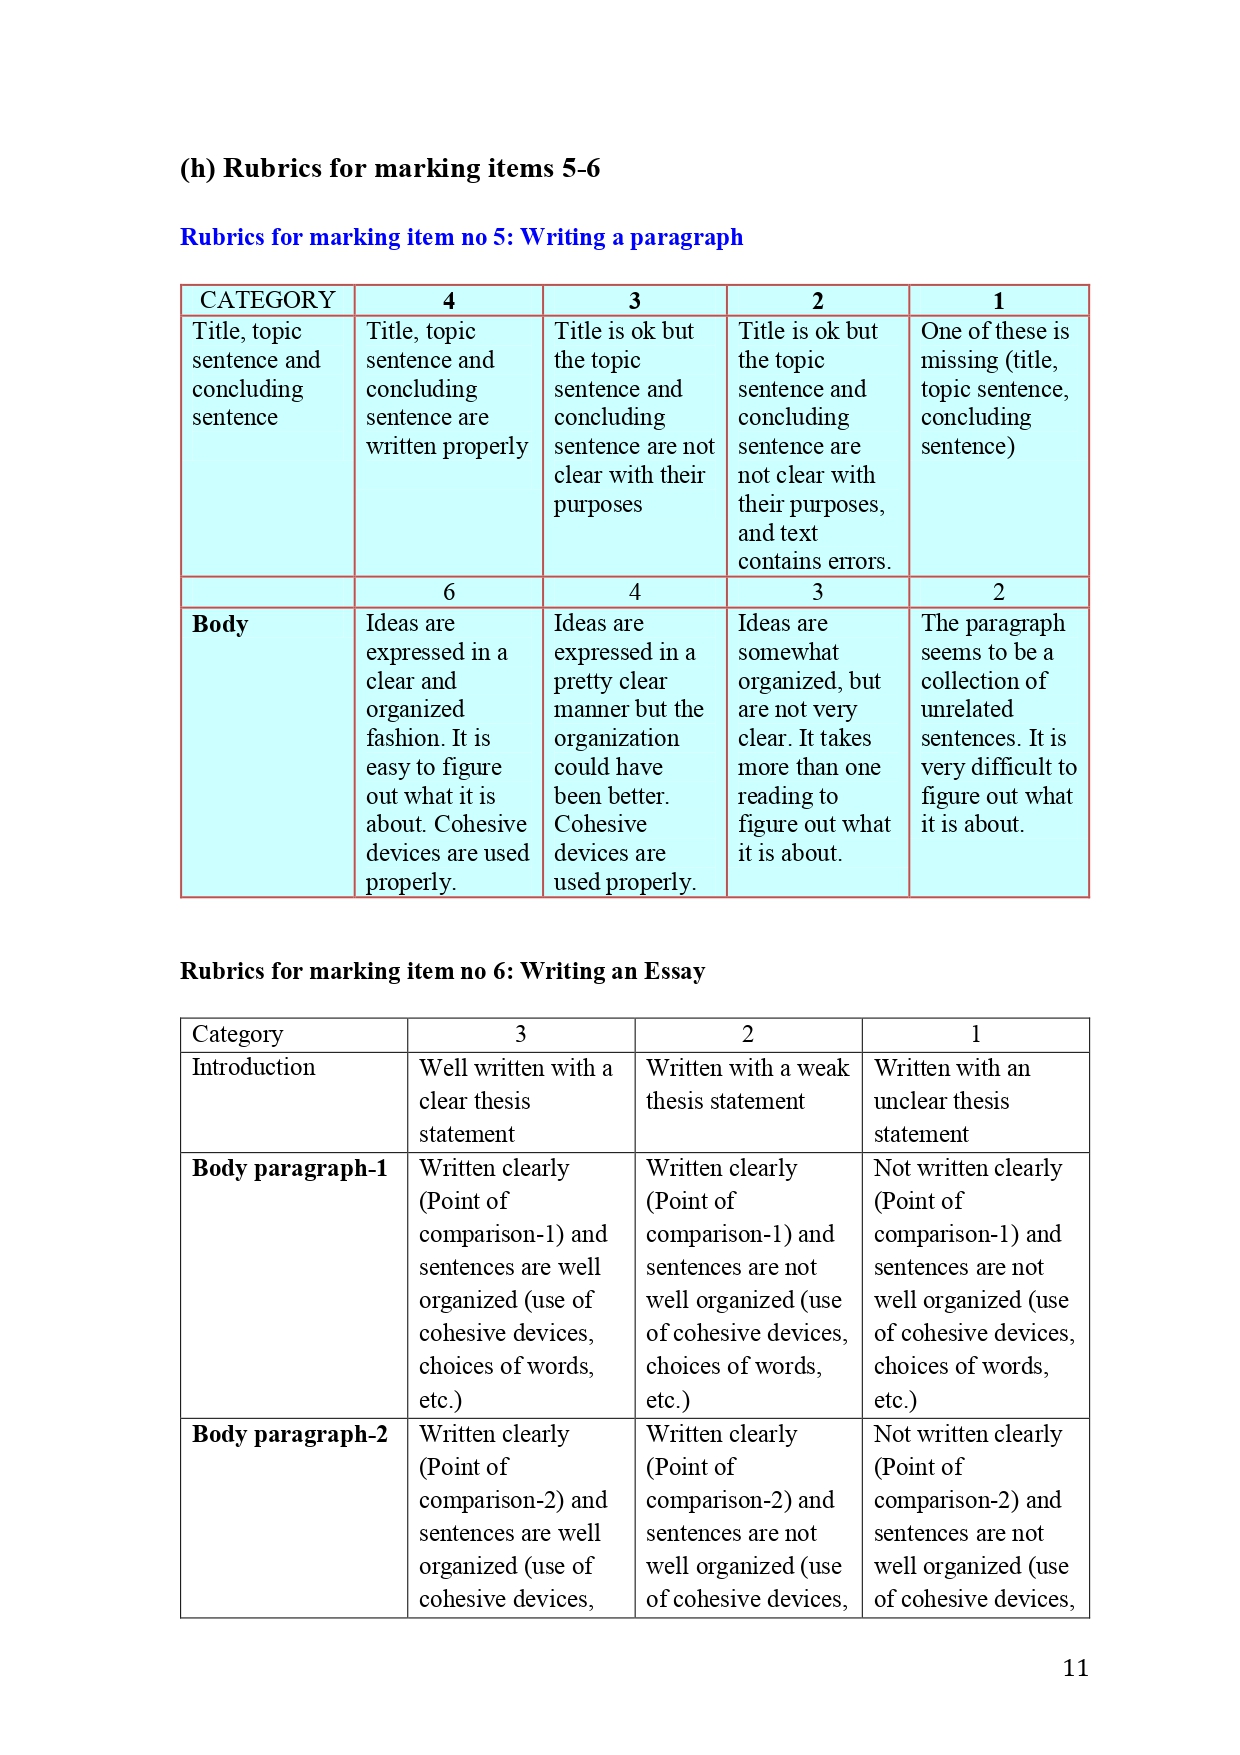 (h) Rubrics for marking items 5-6
Rubrics for marking item no 5: Writing a paragraph
CATEGORY 4 3 2 1
Title, topic
sentence and
concluding
sentence
Title, topic
sentence and
concluding
sentence are
written properly
Title is ok but
the topic
sentence and
concluding
sentence are not
clear with their
purposes
Title is ok but
the topic
sentence and
concluding
sentence are
not clear with
their purposes,
and text
contains errors.
One of these is
missing (title,
topic sentence,
concluding
sentence)
6 4 3 2
Body
Ideas are
expressed in a
clear and
organized
fashion. It is
easy to figure
out what it is
about. Cohesive
devices are used
properly.
Ideas are
expressed in a
pretty clear
manner but the
organization
could have
been better.
Cohesive
devices are
used properly.
Ideas are
somewhat
organized, but
are not very
clear. It takes
more than one
reading to
figure out what
it is about.
The paragraph
seems to be a
collection of
unrelated
sentences. It is
very difficult to
figure out what
it is about.
Rubrics for marking item no 6: Writing an Essay
Category 3 2 1
Introduction
Well written with a
clear thesis
statement
Written with a weak
thesis statement
Written with an
unclear thesis
statement
Body paragraph-1
Written clearly
(Point of
comparison-1) and
sentences are well
organized (use of
cohesive devices,
choices of words,
etc.)
Written clearly
(Point of
comparison-1) and
sentences are not
well organized (use
of cohesive devices,
choices of words,
etc.)
Not written clearly
(Point of
comparison-1) and
sentences are not
well organized (use
of cohesive devices,
choices of words,
etc.)
Body paragraph-2
Written clearly
(Point of
comparison-2) and
sentences are well
organized (use of
cohesive devices,
Written clearly
(Point of
comparison-2) and
sentences are not
well organized (use
of cohesive devices,
Not written clearly
(Point of
comparison-2) and
sentences are not
well organized (use
of cohesive devices,
11